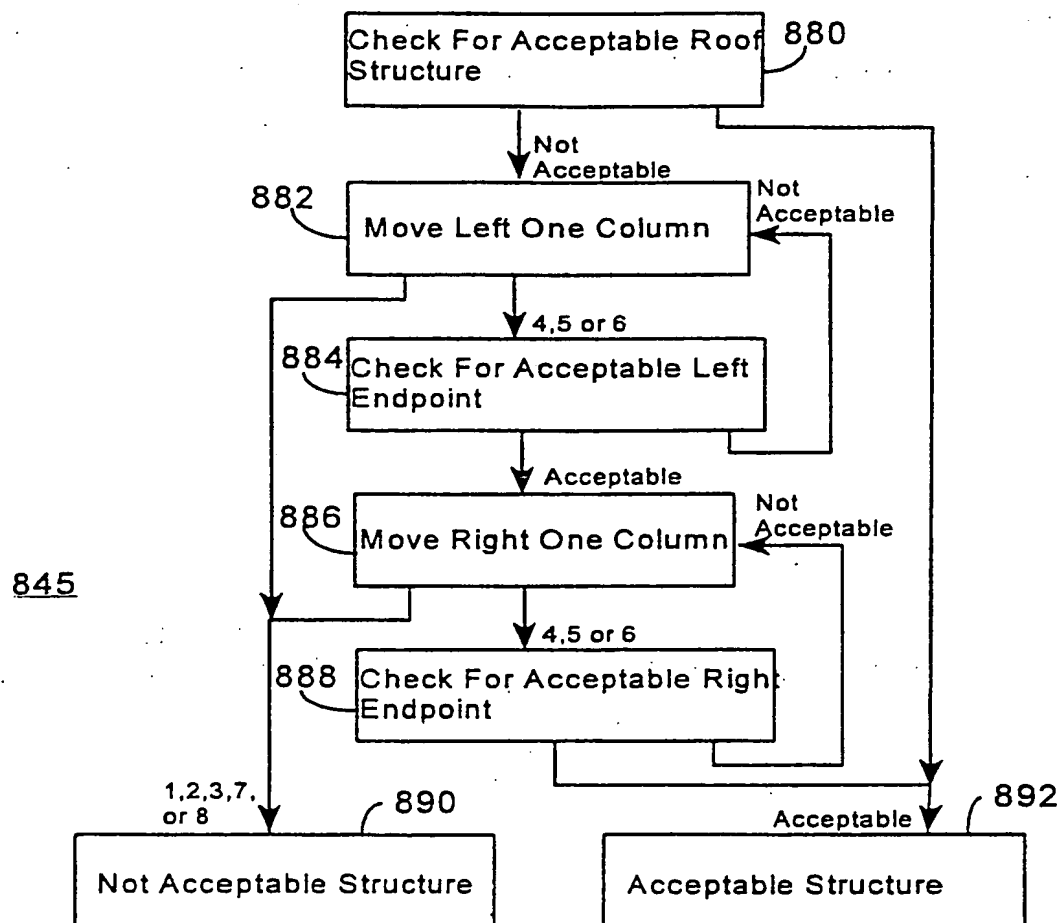 Check For Acceptable Roof
Structure
880
Not
Acceptable
882
Move Left One Column
Not
Acceptable
4,5 or 6
884
Check For Acceptable Left
Endpoint
Acceptable
886
Move Right One Column
Not
Acceptable
845
4,5 or 6
888
Check For Acceptable Right
Endpoint
1,2,3,7,
or 8
890
Acceptable
892
Not Acceptable Structure
Acceptable Structure